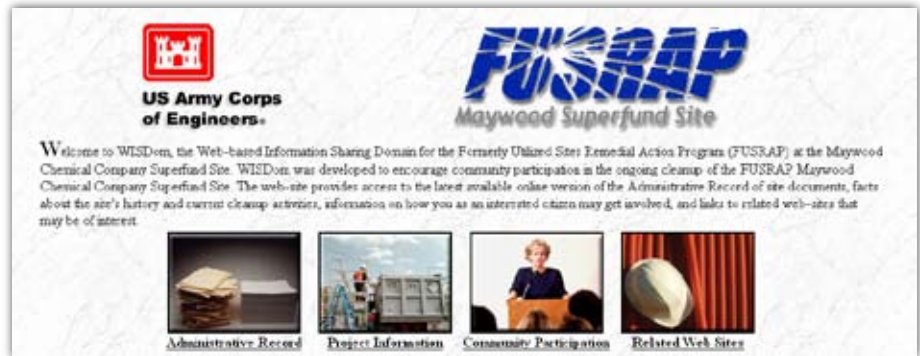 US Army Corps
of Engineers®
FUSRAP
Maywood Superfund Site
Welcome to WISDom, the Web-based Information Sharing Domain for the Formerly Utilized Sites Remedial Action Program (FUSRAP) at the Maywood
Chemical Company Superfund Site. WISDom was developed to encourage community participation in the ongoing cleanup of the FUSRAP Maywood
Chemical Company Superfund Site. The web-site provides access to the latest available online version of the Administrative Record of site documents, facts
about the site's history and current cleanup activities, information on how you as an interested citizen may get involved, and links to related web-sites that
may be of interest.
Administrative Record
Project Information
Community Participation
Related Web Sites